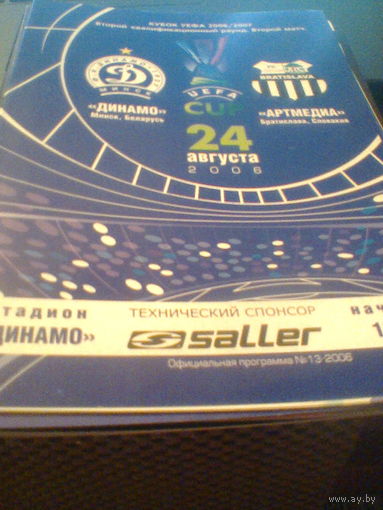 КУБОК УЕФА 2006/2007
Второй квалификационный раунд. Второй матч.
МИНСК
BRATISLAVA
UEFA
CUP
«ДИНАМО»
Минск, Беларусь
«АРТМЕДИА»
Братислава, Словакия
24
августа
2006
ТЕХНИЧЕСКИЙ СПОНСОР
saller
«ДИНАМО»
Официальная программа №13-2006
www.ay.by